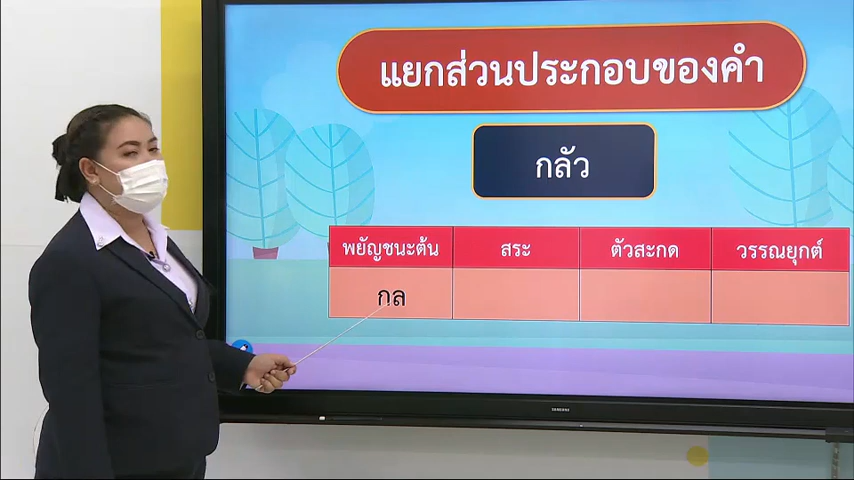 แยกส่วนประกอบของคำ
กลัว
พยัญชนะต้น สระ ตัวสะกด วรรณยุกต์
กล
SAMSUNG